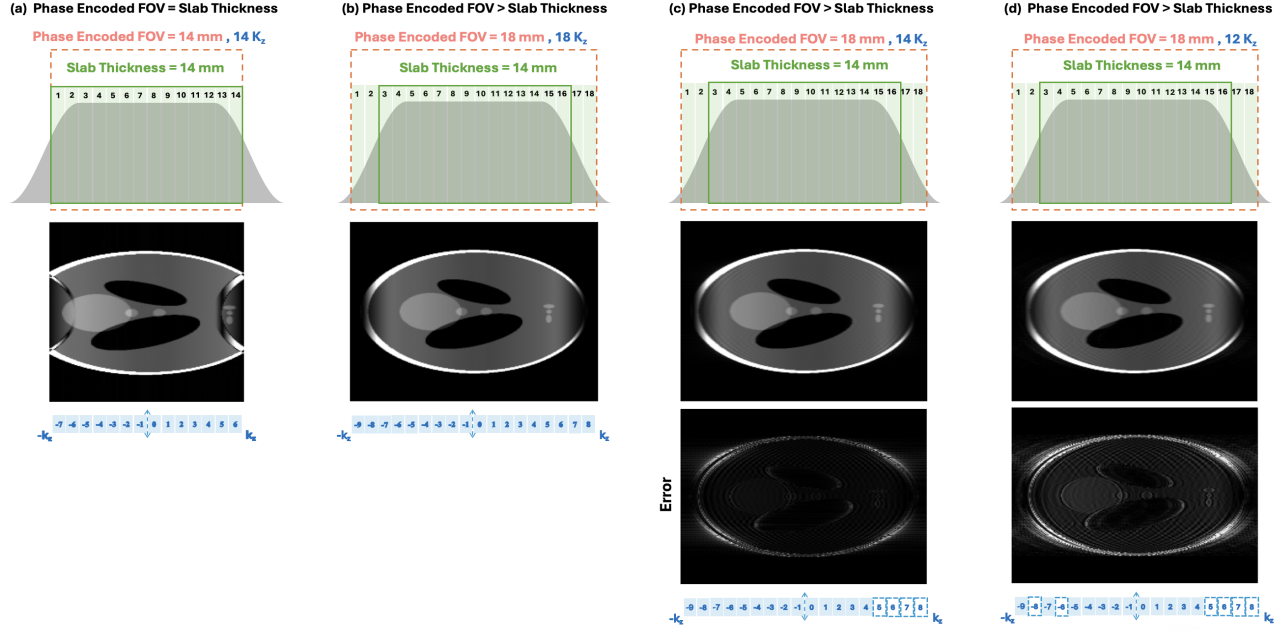 (a) Phase Encoded FOV = Slab Thickness
Phase Encoded FOV = 14 mm , 14 Kz
Slab Thickness = 14 mm
1 2 3 4 5 6 7 8 9 10 11 12 13 14
-7 -6 -5 -4 -3 -2 -1 0 1 2 3 4 5 6
-kz kz
(b) Phase Encoded FOV > Slab Thickness
Phase Encoded FOV = 18 mm , 18 Kz
Slab Thickness = 14 mm
1 2 3 4 5 6 7 8 9 10 11 12 13 14 15 16 17 18
-9 -8 -7 -6 -5 -4 -3 -2 -1 0 1 2 3 4 5 6 7 8
-kz kz
(c) Phase Encoded FOV > Slab Thickness
Phase Encoded FOV = 18 mm , 14 Kz
Slab Thickness = 14 mm
1 2 3 4 5 6 7 8 9 10 11 12 13 14 15 16 17 18
Error
-9 -8 -7 -6 -5 -4 -3 -2 -1 0 1 2 3 4 5 6 7 8
-kz kz
(d) Phase Encoded FOV > Slab Thickness
Phase Encoded FOV = 18 mm , 12 Kz
Slab Thickness = 14 mm
1 2 3 4 5 6 7 8 9 10 11 12 13 14 15 16 17 18
-9 -8 -7 -6 -5 -4 -3 -2 -1 0 1 2 3 4 5 6 7 8
-kz kz